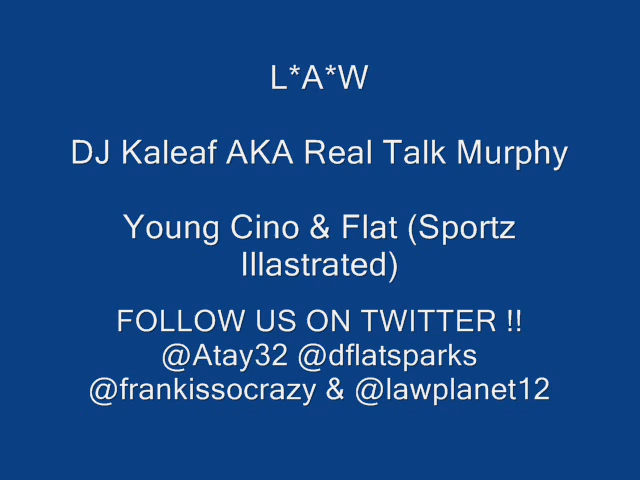 L*A*W
DJ Kaleaf AKA Real Talk Murphy
Young Cino & Flat (Sportz
Illastrated)
FOLLOW US ON TWITTER !!
@Atay32 @dflatsparks
@frankissocrazy & @lawplanet12